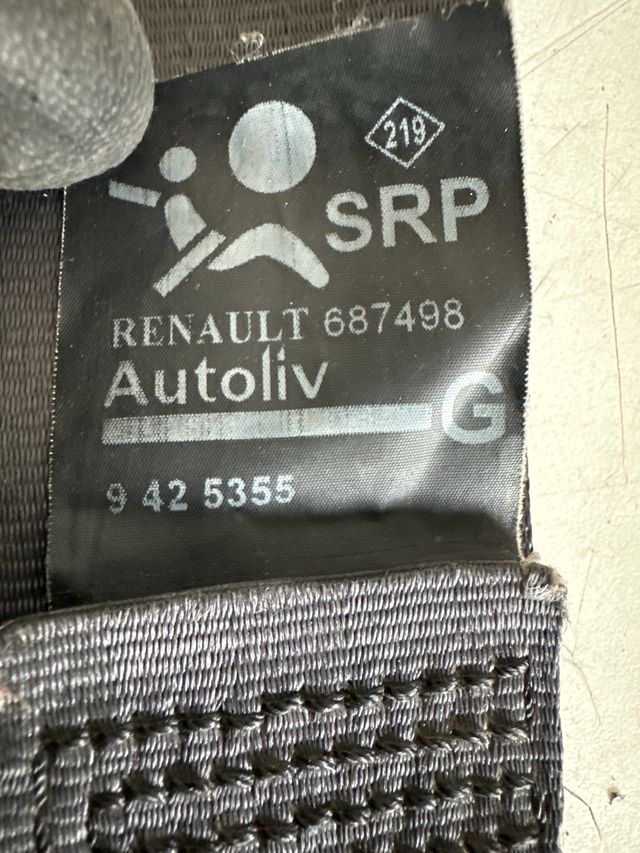 219
SRP
RENAULT 687498
Autoliv
G
9 42 5355